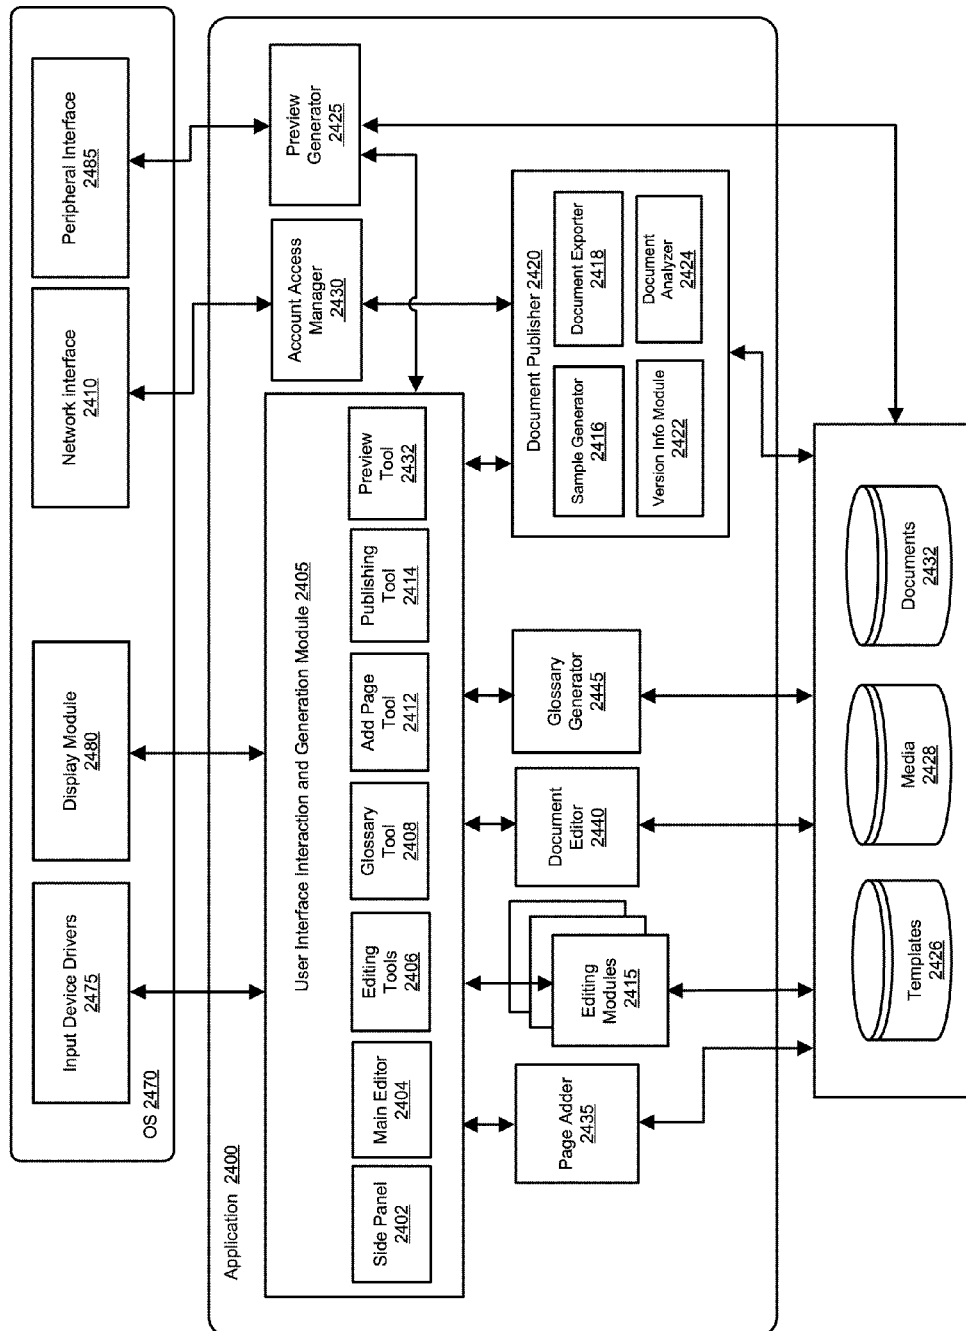 OS 2470
Input Device Drivers
2475
Display Module
2480
Network interface
2410
Peripheral Interface
2485
Application 2400
User Interface Interaction and Generation Module 2405
Side Panel
2402
Main Editor
2404
Editing
Tools
2406
Glossary
Tool
2408
Add Page
Tool
2412
Publishing
Tool
2414
Preview
Tool
2432
Account Access
Manager
2430
Preview
Generator
2425
Page Adder
2435
Editing
Modules
2415
Document
Editor
2440
Glossary
Generator
2445
Document Publisher 2420
Sample Generator
2416
Document Exporter
2418
Version Info Module
2422
Document
Analyzer
2424
Templates
2426
Media
2428
Documents
2432